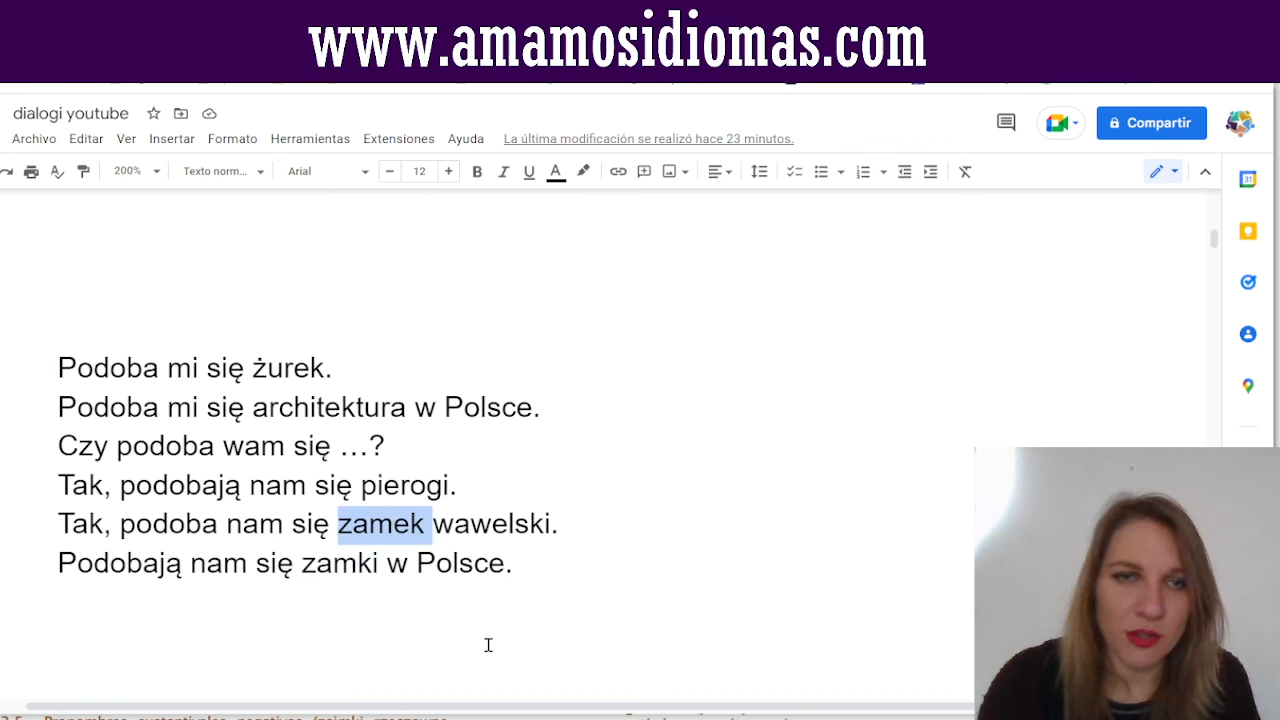 www.amamosidiomas.com
dialogi youtube
Archivo Editar Ver Insertar Formato Herramientas Extensiones Ayuda La última modificación se realizó hace 23 minutos.
Compartir
200% Texto norm... Arial 12 B I U A
31
Podoba mi się żurek.
Podoba mi się architektura w Polsce.
Czy podoba wam się …?
Tak, podobają nam się pierogi.
Tak, podoba nam się zamek wawelski.
Podobają nam się zamki w Polsce.